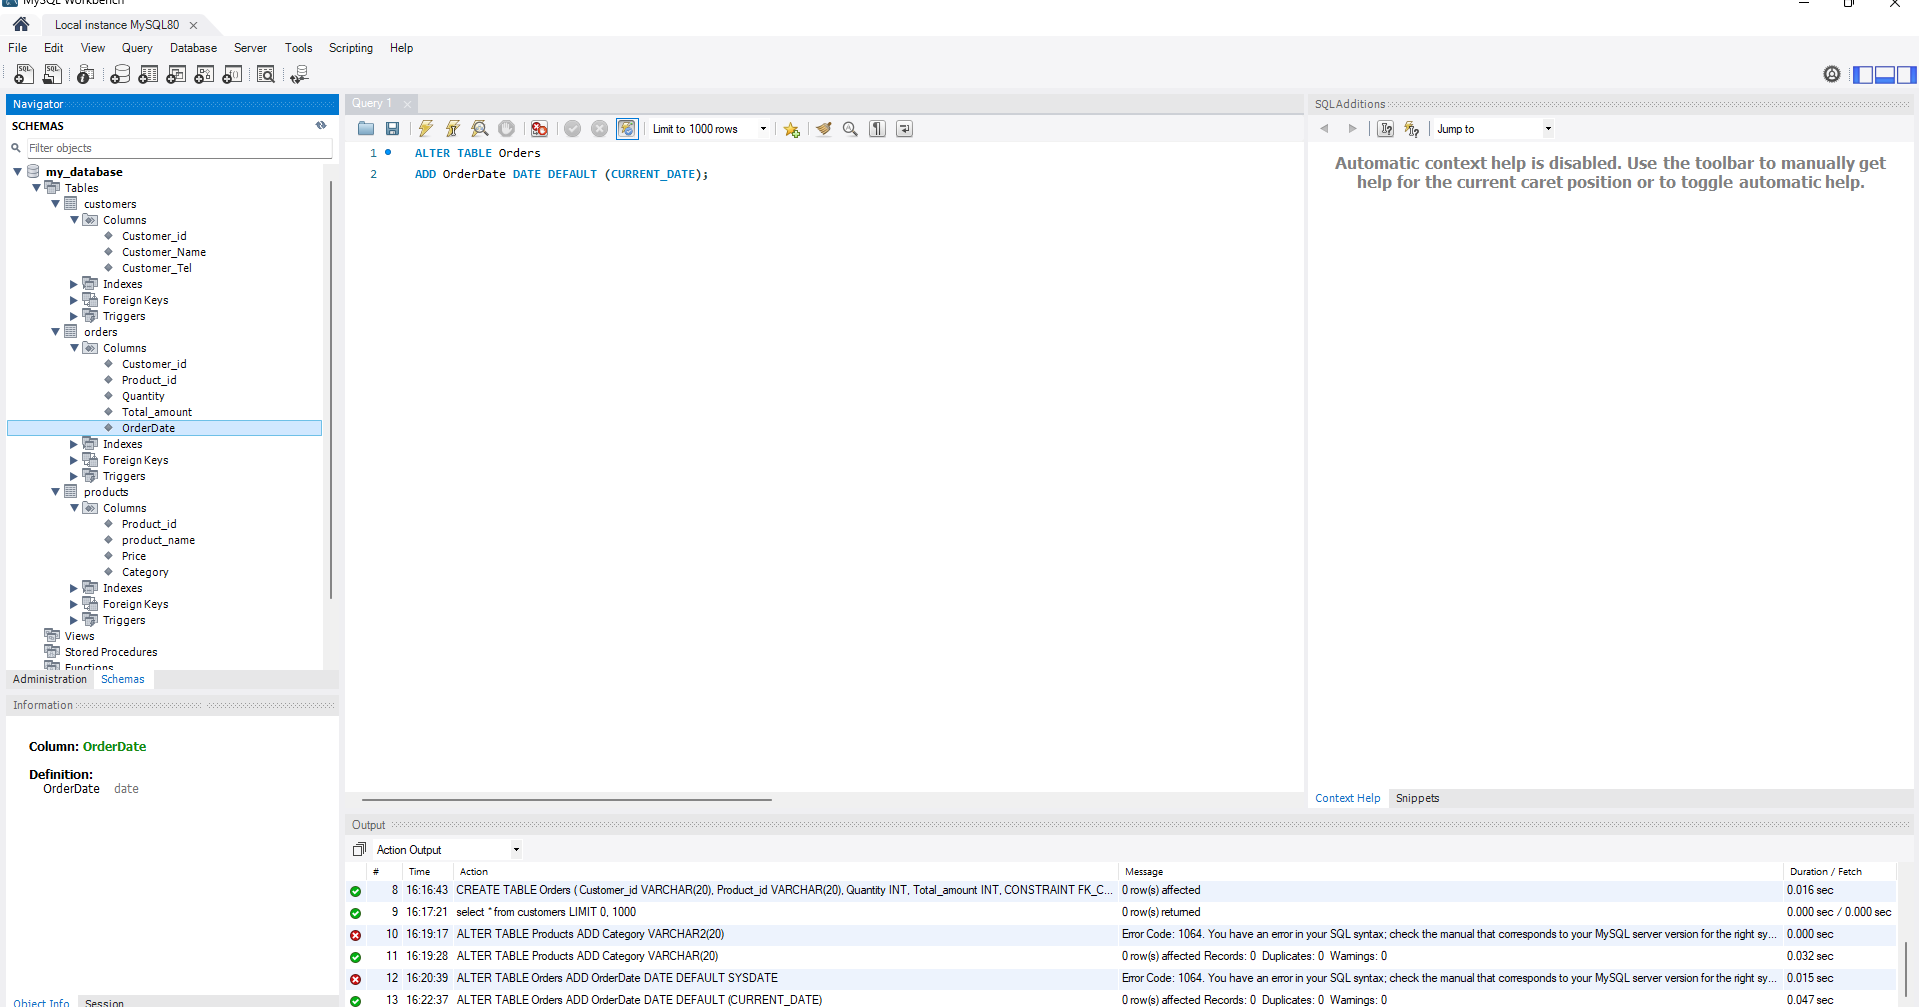 MySQL Workbench
Local instance MySQL80
File Edit View Query Database Server Tools Scripting Help
Navigator
SCHEMAS
Filter objects
my_database
Tables
customers
Columns
Customer_id
Customer_Name
Customer_Tel
Indexes
Foreign Keys
Triggers
orders
Columns
Customer_id
Product_id
Quantity
Total_amount
OrderDate
Indexes
Foreign Keys
Triggers
products
Columns
Product_id
product_name
Price
Category
Indexes
Foreign Keys
Triggers
Views
Stored Procedures
Functions
Administration Schemas
Information
Column: OrderDate
Definition:
OrderDate date
Object Info Session
Query 1
Limit to 1000 rows
1 ALTER TABLE Orders
2 ADD OrderDate DATE DEFAULT (CURRENT_DATE);
SQLAdditions
Jump to
Automatic context help is disabled. Use the toolbar to manually get
help for the current caret position or to toggle automatic help.
Context Help Snippets
Output
Action Output
# Time Action Message Duration / Fetch
8 16:16:43 CREATE TABLE Orders ( Customer_id VARCHAR(20), Product_id VARCHAR(20), Quantity INT, Total_amount INT, CONSTRAINT FK_C... 0 row(s) affected 0.016 sec
9 16:17:21 select * from customers LIMIT 0, 1000 0 row(s) returned 0.000 sec / 0.000 sec
10 16:19:17 ALTER TABLE Products ADD Category VARCHAR2(20) Error Code: 1064. You have an error in your SQL syntax; check the manual that corresponds to your MySQL server version for the right sy... 0.000 sec
11 16:19:28 ALTER TABLE Products ADD Category VARCHAR(20) 0 row(s) affected Records: 0 Duplicates: 0 Warnings: 0 0.032 sec
12 16:20:39 ALTER TABLE Orders ADD OrderDate DATE DEFAULT SYSDATE Error Code: 1064. You have an error in your SQL syntax; check the manual that corresponds to your MySQL server version for the right sy... 0.015 sec
13 16:22:37 ALTER TABLE Orders ADD OrderDate DATE DEFAULT (CURRENT_DATE) 0 row(s) affected Records: 0 Duplicates: 0 Warnings: 0 0.047 sec